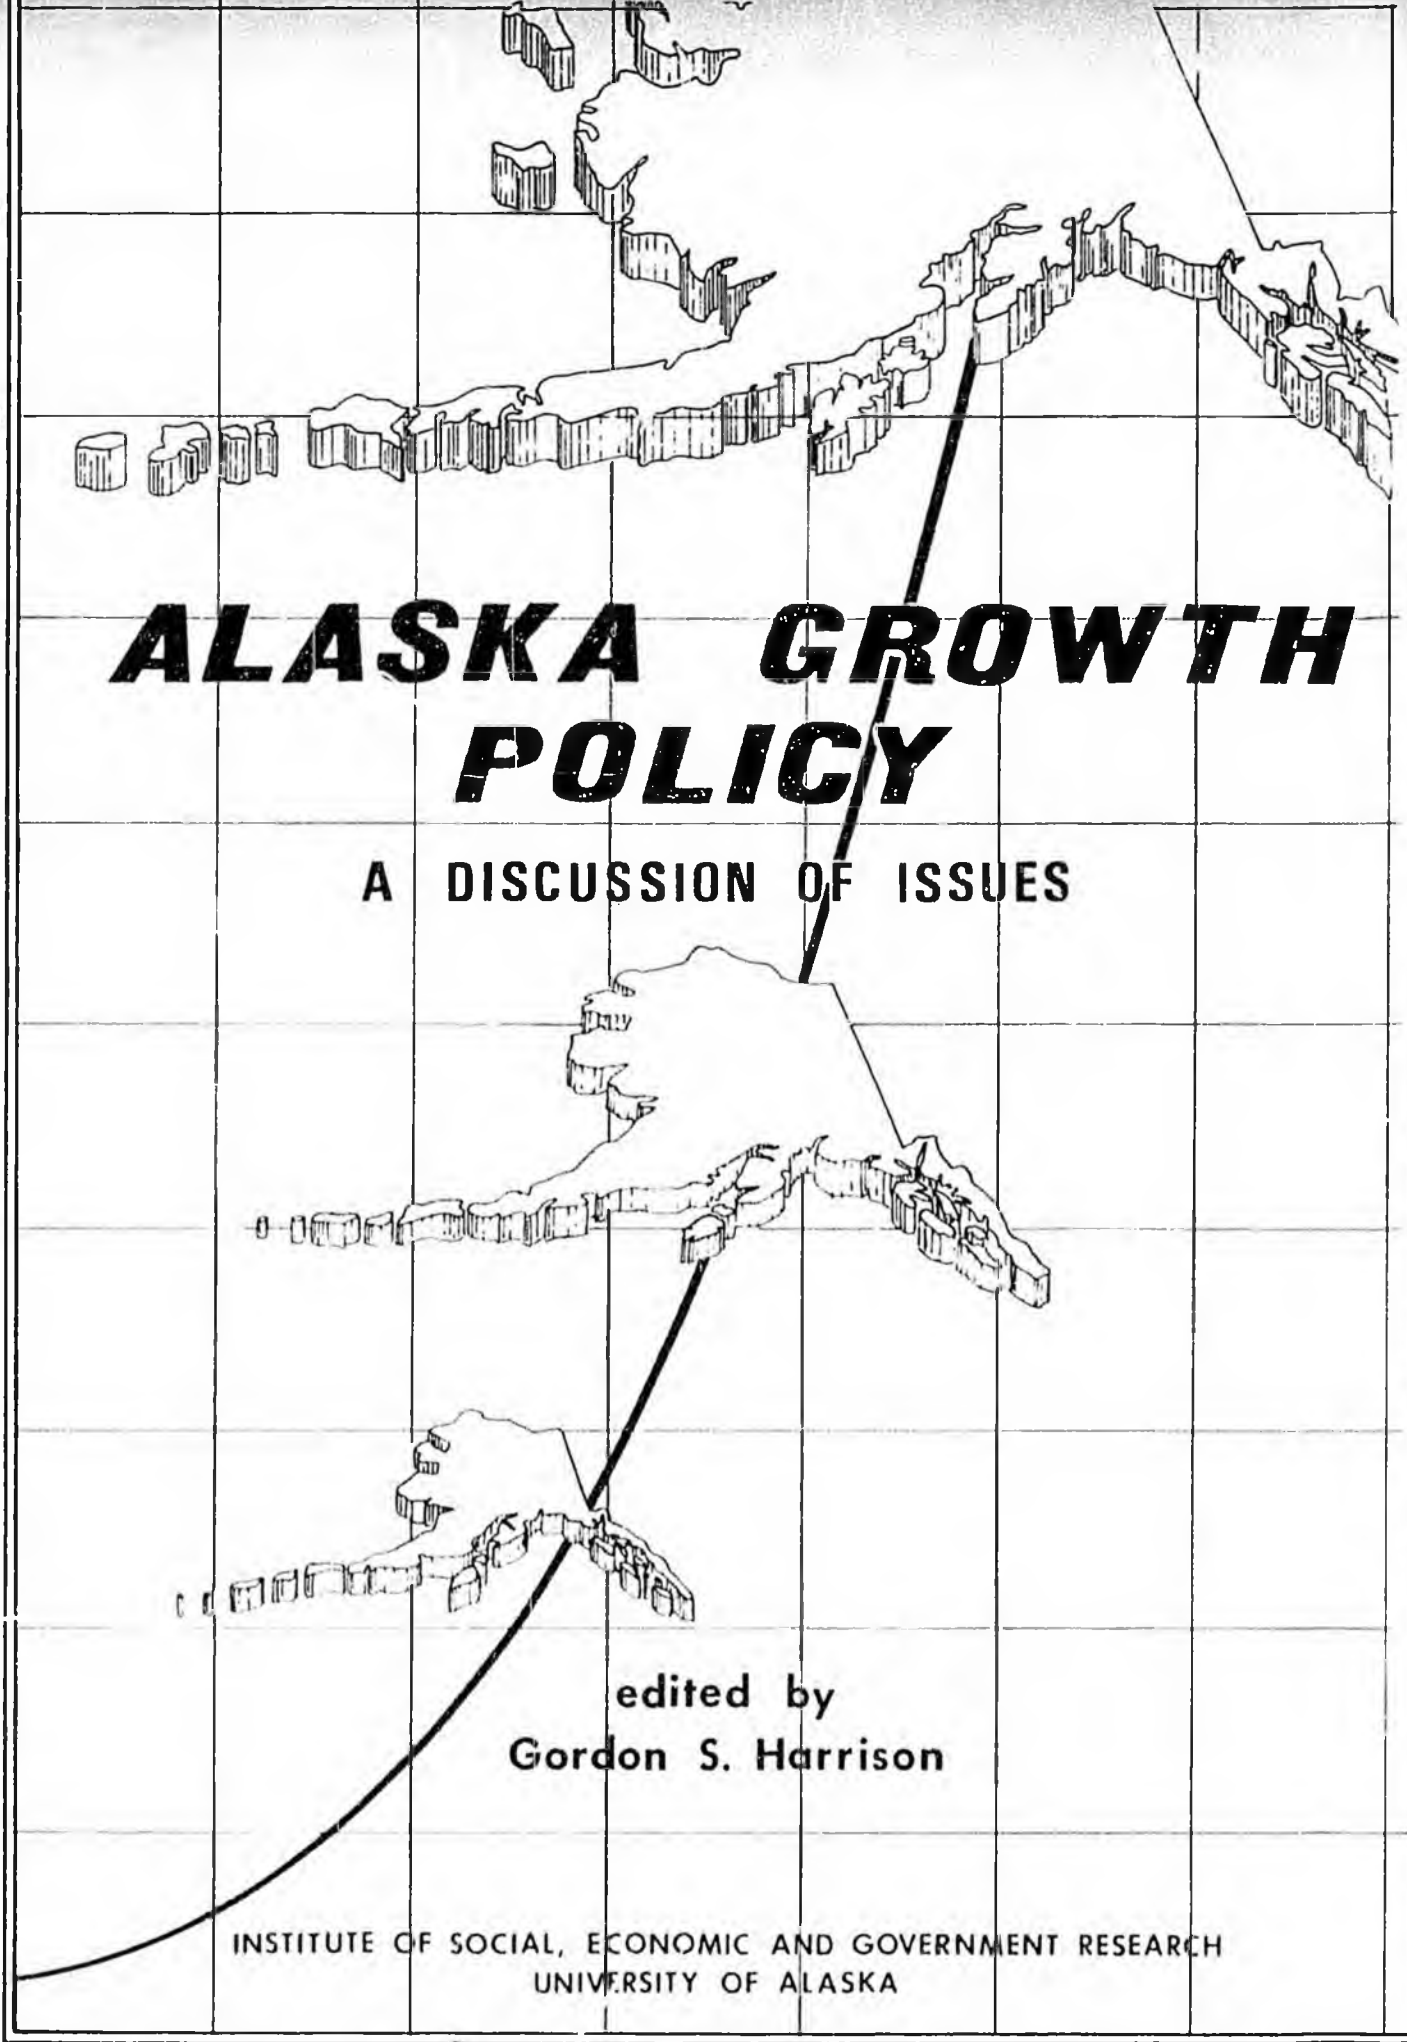 ALASKA GROWTH
POLICY
A DISCUSSION OF ISSUES
edited by
Gordon S. Harrison
INSTITUTE OF SOCIAL, ECONOMIC AND GOVERNMENT RESEARCH
UNIVERSITY OF ALASKA